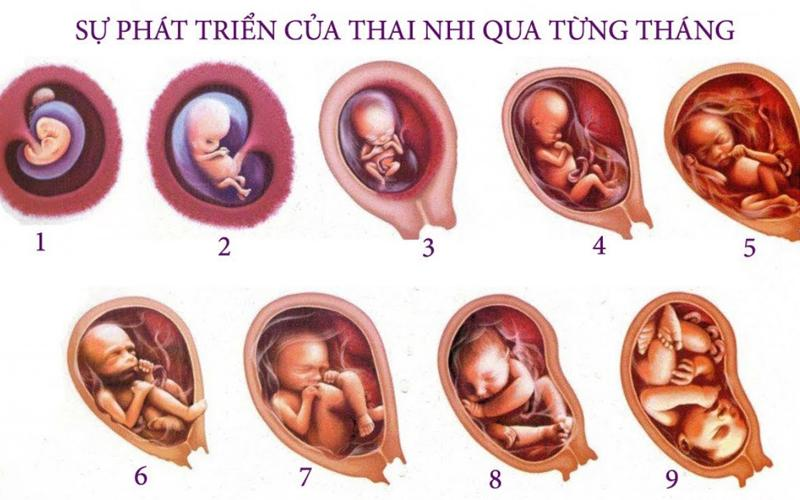 SỰ PHÁT TRIỂN CỦA THAI NHI QUA TỪNG THÁNG
1 2 3 4 5
6 7 8 9